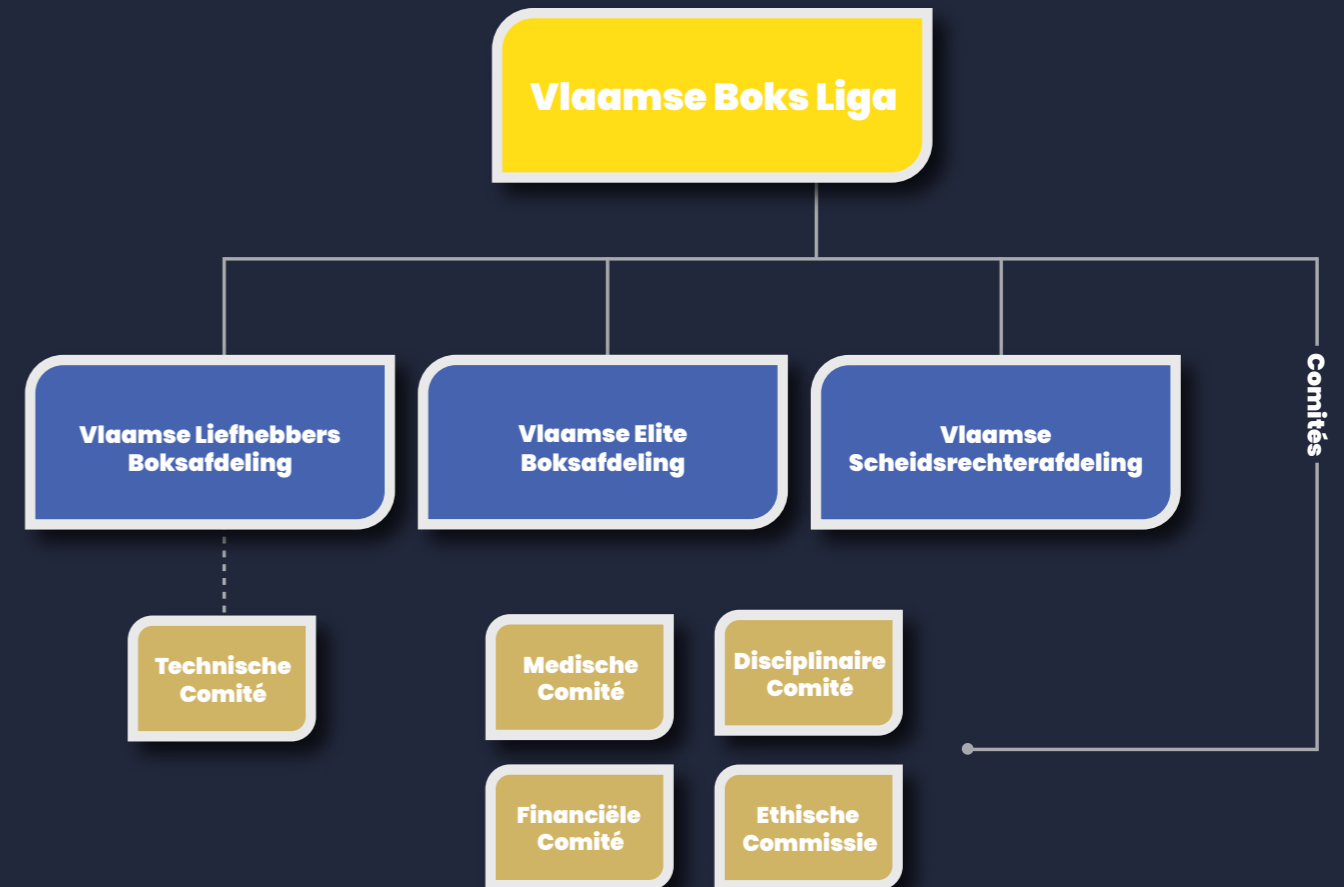 Vlaamse Boks Liga
Vlaamse Liefhebbers
Boksafdeling
Vlaamse Elite
Boksafdeling
Vlaamse
Scheidsrechterafdeling
Comités
Technische
Comité
Medische
Comité
Disciplinaire
Comité
Financiële
Comité
Ethische
Commissie